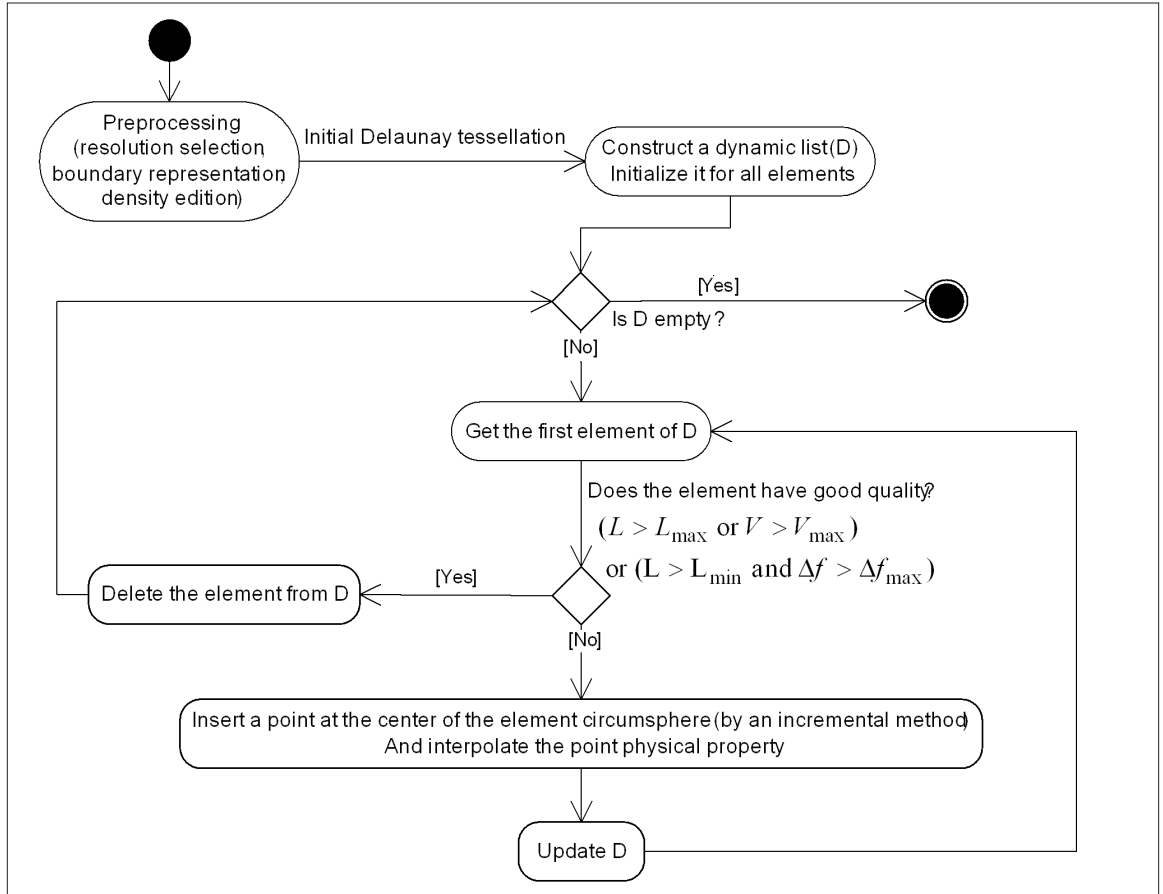 Preprocessing
(resolution selection,
boundary representation,
density edition)
Initial Delaunay tessellation
Construct a dynamic list(D)
Initialize it for all elements
[Yes]
Is D empty?
[No]
Get the first element of D
Does the element have good quality?
(L > Lmax or V > Vmax)
or (L > Lmin and Δf > Δfmax)
[Yes]
Delete the element from D
[No]
Insert a point at the center of the element circumsphere(by an incremental method)
And interpolate the point physical property
Update D